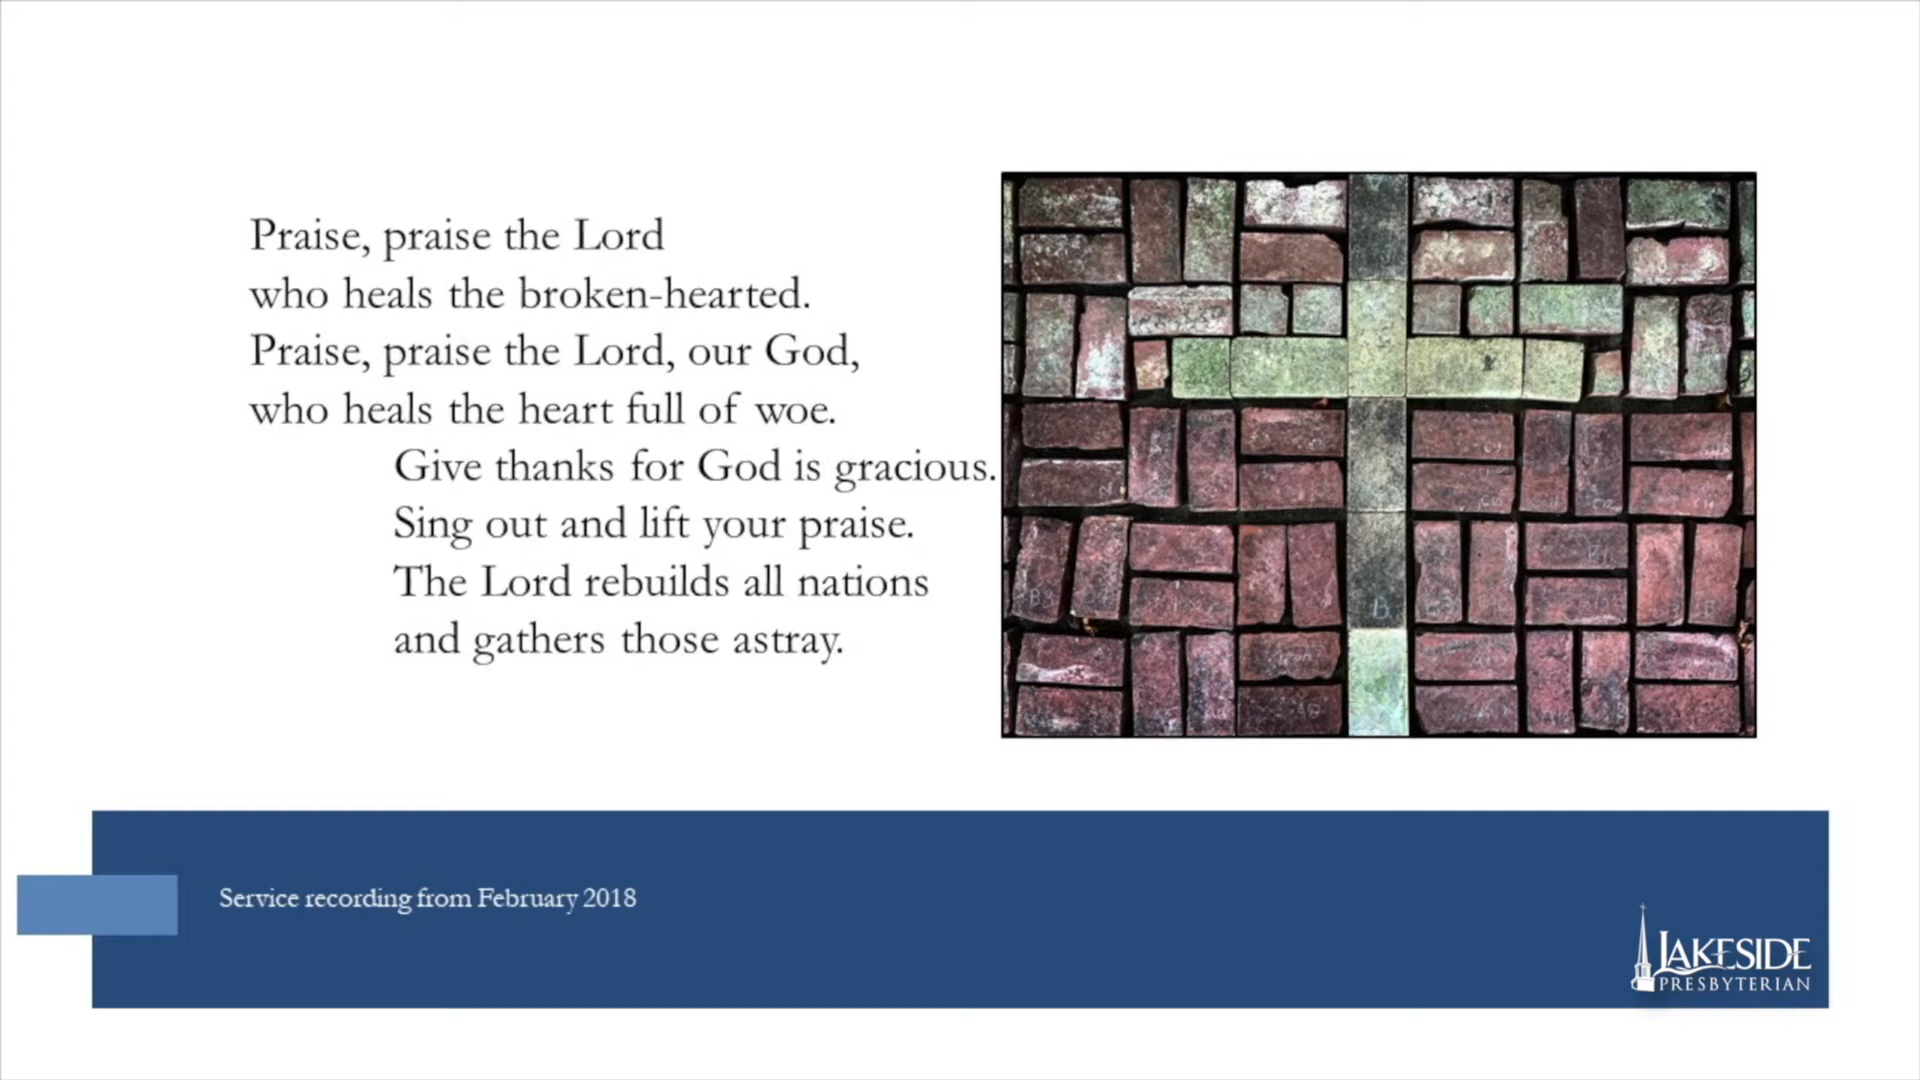 Praise, praise the Lord
who heals the broken-hearted.
Praise, praise the Lord, our God,
who heals the heart full of woe.
Give thanks for God is gracious.
Sing out and lift your praise.
The Lord rebuilds all nations
and gathers those astray.
Service recording from February 2018
LAKESIDE
PRESBYTERIAN